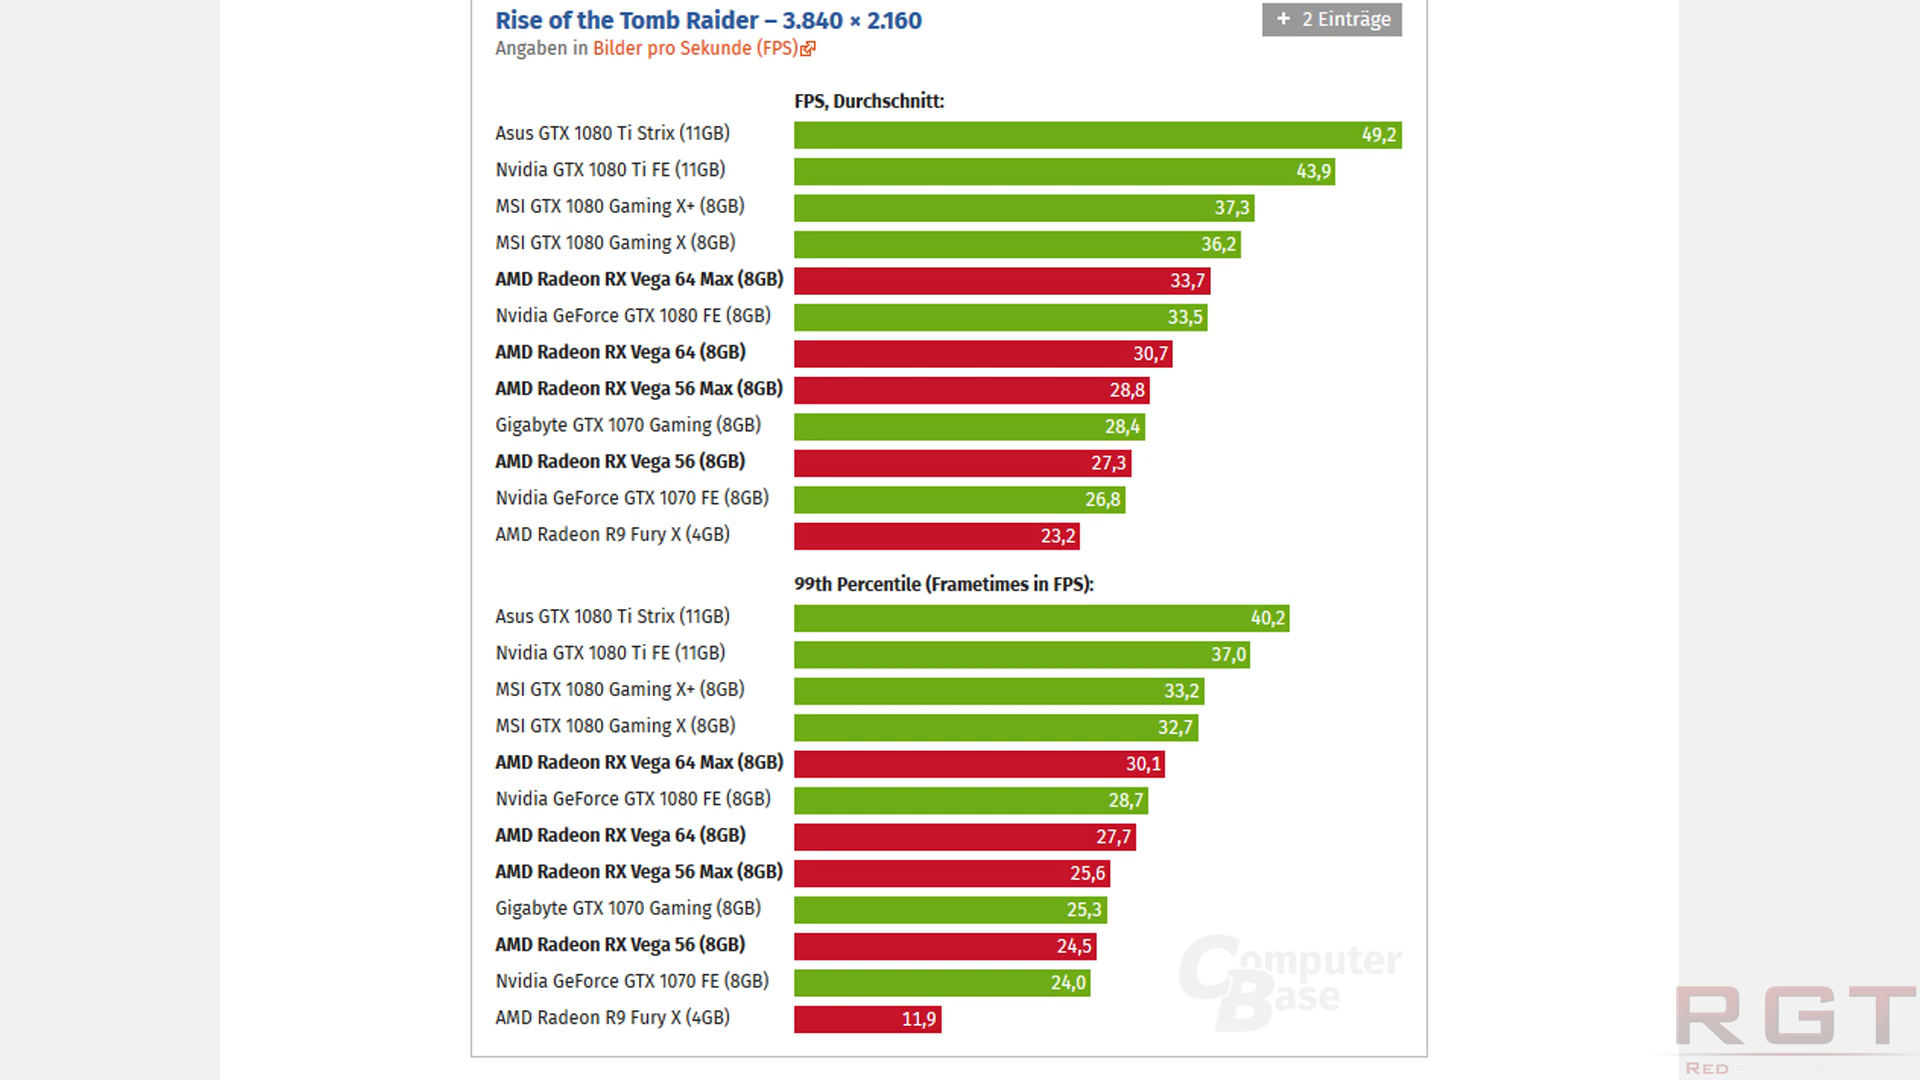 Rise of the Tomb Raider – 3.840 × 2.160
+ 2 Einträge
Angaben in Bilder pro Sekunde (FPS)
FPS, Durchschnitt:
Asus GTX 1080 Ti Strix (11GB) 49,2
Nvidia GTX 1080 Ti FE (11GB) 43,9
MSI GTX 1080 Gaming X+ (8GB) 37,3
MSI GTX 1080 Gaming X (8GB) 36,2
AMD Radeon RX Vega 64 Max (8GB) 33,7
Nvidia GeForce GTX 1080 FE (8GB) 33,5
AMD Radeon RX Vega 64 (8GB) 30,7
AMD Radeon RX Vega 56 Max (8GB) 28,8
Gigabyte GTX 1070 Gaming (8GB) 28,4
AMD Radeon RX Vega 56 (8GB) 27,3
Nvidia GeForce GTX 1070 FE (8GB) 26,8
AMD Radeon R9 Fury X (4GB) 23,2
99th Percentile (Frametimes in FPS):
Asus GTX 1080 Ti Strix (11GB) 40,2
Nvidia GTX 1080 Ti FE (11GB) 37,0
MSI GTX 1080 Gaming X+ (8GB) 33,2
MSI GTX 1080 Gaming X (8GB) 32,7
AMD Radeon RX Vega 64 Max (8GB) 30,1
Nvidia GeForce GTX 1080 FE (8GB) 28,7
AMD Radeon RX Vega 64 (8GB) 27,7
AMD Radeon RX Vega 56 Max (8GB) 25,6
Gigabyte GTX 1070 Gaming (8GB) 25,3
AMD Radeon RX Vega 56 (8GB) 24,5
Nvidia GeForce GTX 1070 FE (8GB) 24,0
AMD Radeon R9 Fury X (4GB) 11,9
Computer
Base
RGT
RED